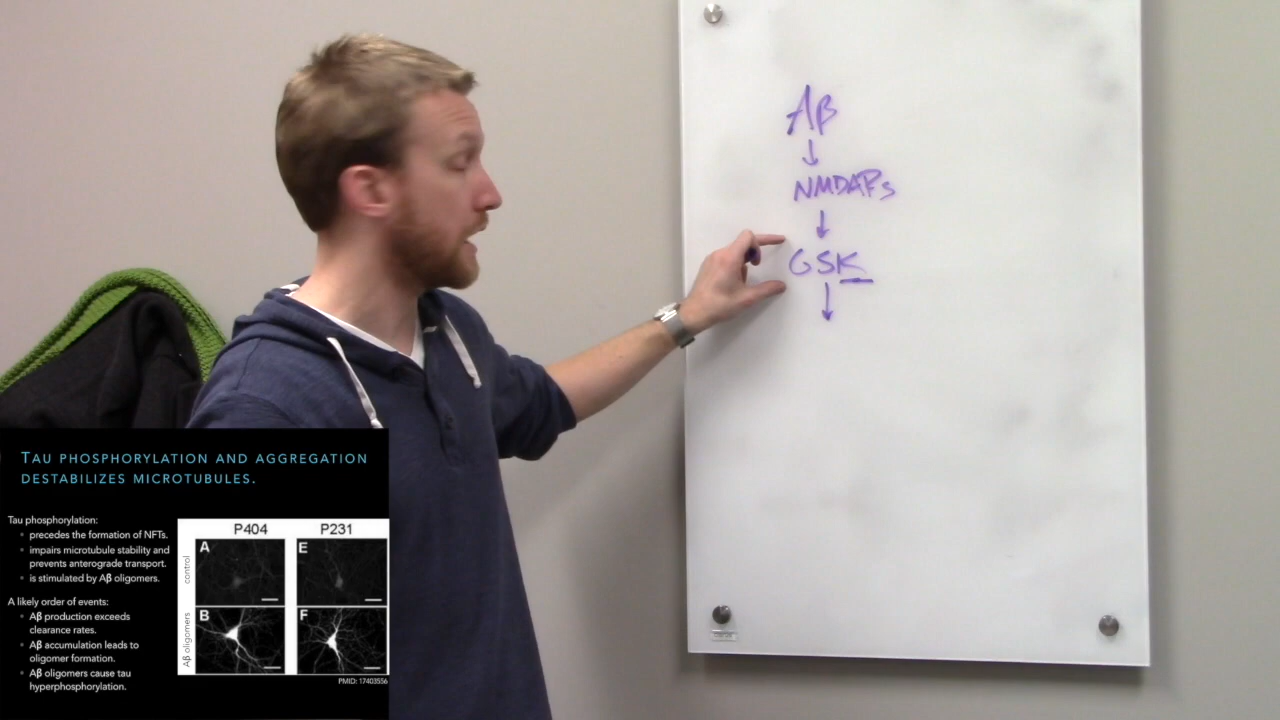 Aβ
↓
NMDARs
↓
GSK
↓
TAU PHOSPHORYLATION AND AGGREGATION
DESTABILIZES MICROTUBULES.
Tau phosphorylation:
• precedes the formation of NFTs.
• impairs microtubule stability and
prevents anterograde transport.
• is stimulated by Aβ oligomers.
A likely order of events:
• Aβ production exceeds
clearance rates.
• Aβ accumulation leads to
oligomer formation.
• Aβ oligomers cause tau
hyperphosphorylation.
P404 P231
control
A E
Aβ oligomers
B F
PMID: 17403556